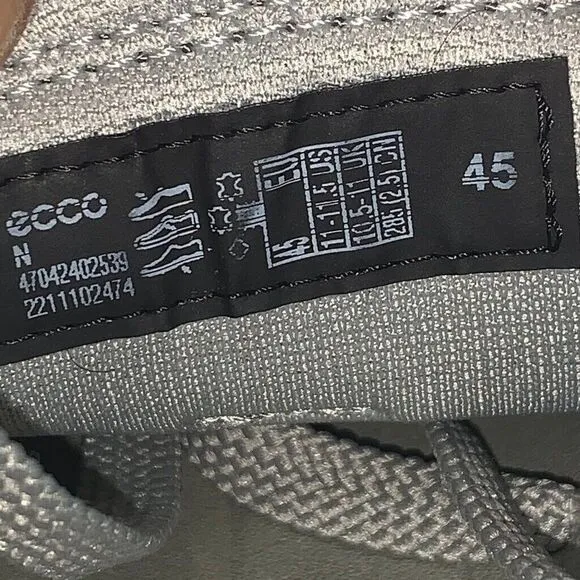 ecco
N
47042402539
2211102474
EU 45
11-11,5 US
10,5-11 UK
285 (2.5) CN
45